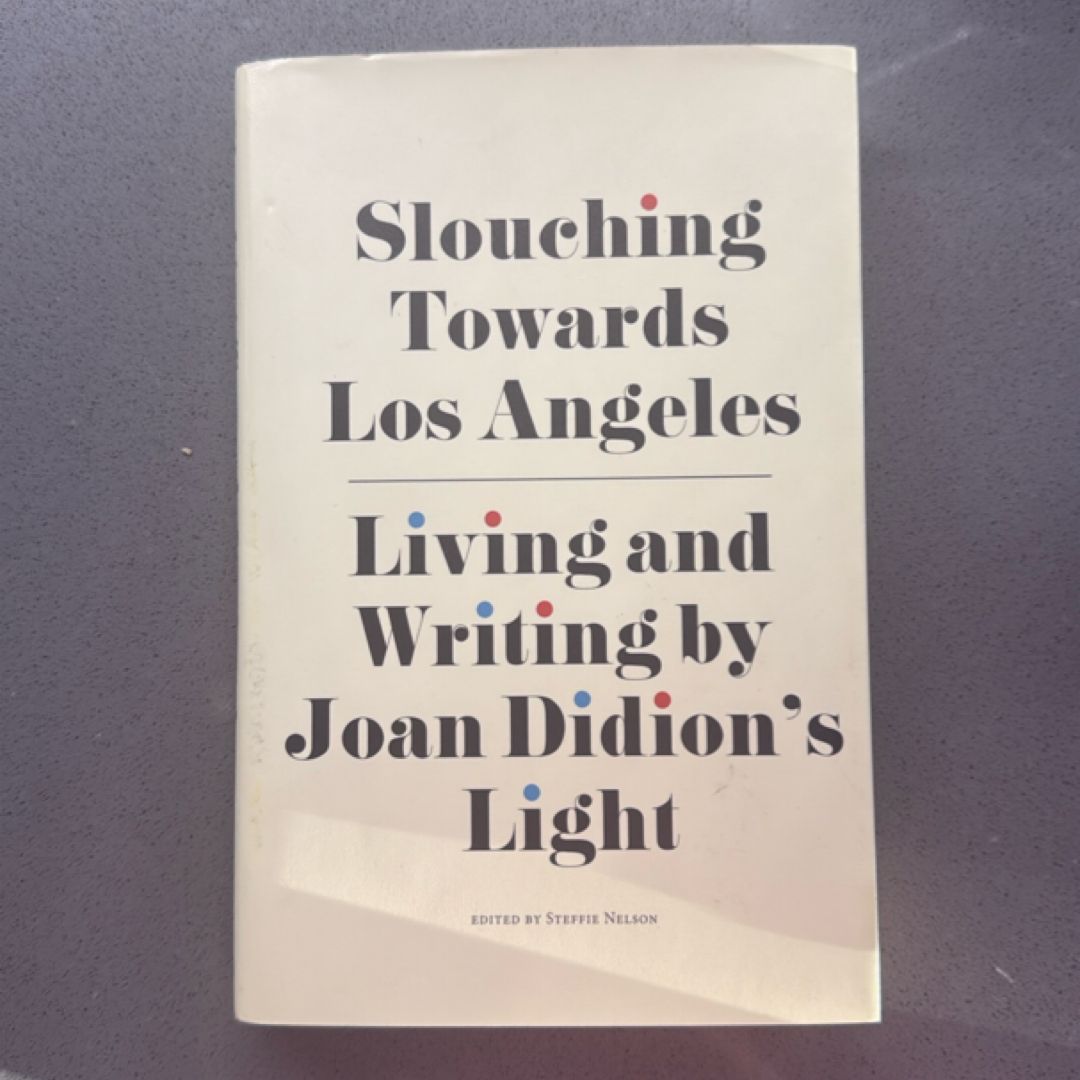 Slouching
Towards
Los Angeles
Living and
Writing by
Joan Didion's
Light
EDITED BY STEFFIE NELSON